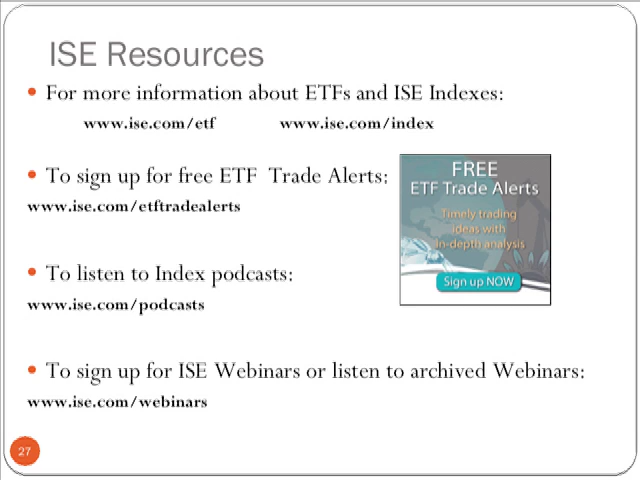 ISE Resources
For more information about ETFs and ISE Indexes:
www.ise.com/etf www.ise.com/index
To sign up for free ETF Trade Alerts:
www.ise.com/etftradealerts
FREE
ETF Trade Alerts
Timely trading
ideas with
In-depth analysis
Sign up NOW
To listen to Index podcasts:
www.ise.com/podcasts
To sign up for ISE Webinars or listen to archived Webinars:
www.ise.com/webinars
27